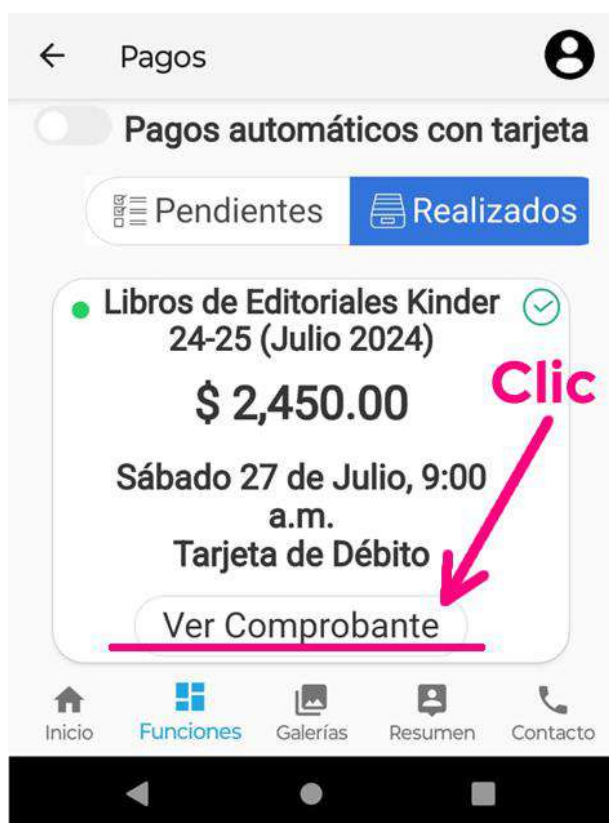 Pagos
Pagos automáticos con tarjeta
Pendientes
Realizados
Libros de Editoriales Kinder
24-25 (Julio 2024)
$ 2,450.00
Clic
Sábado 27 de Julio, 9:00
a.m.
Tarjeta de Débito
Ver Comprobante
Inicio
Funciones
Galerías
Resumen
Contacto